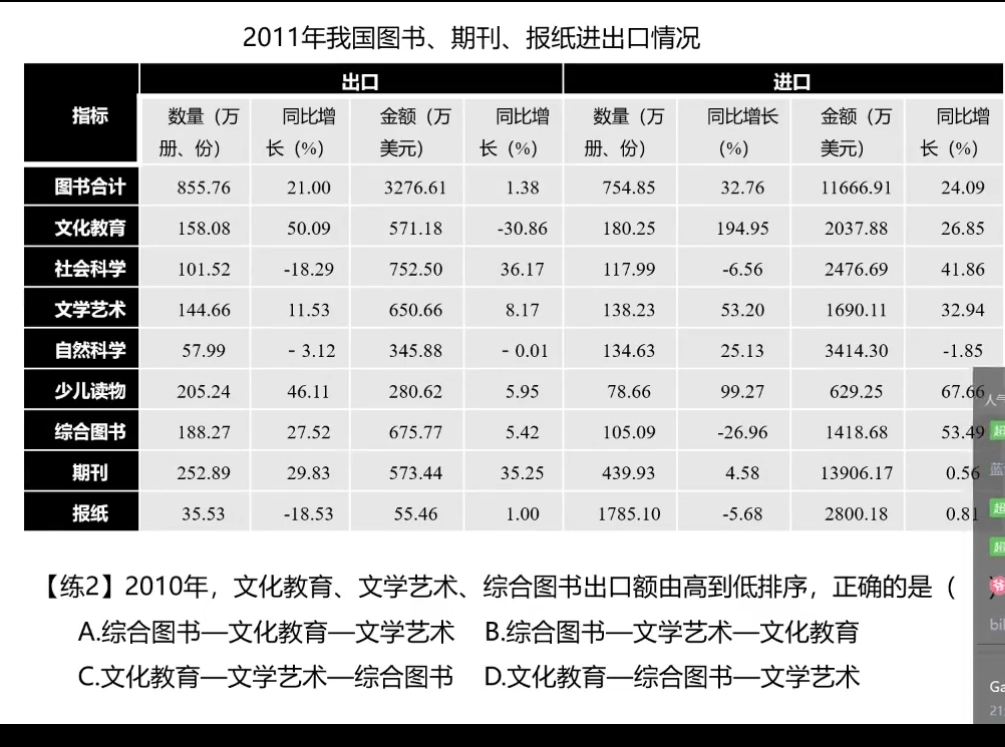 2011年我国图书、期刊、报纸进出口情况
指标 出口 进口
数量（万册、份） 同比增长（%） 金额（万美元） 同比增长（%） 数量（万册、份） 同比增长（%） 金额（万美元） 同比增长（%）
图书合计 855.76 21.00 3276.61 1.38 754.85 32.76 11666.91 24.09
文化教育 158.08 50.09 571.18 -30.86 180.25 194.95 2037.88 26.85
社会科学 101.52 -18.29 752.50 36.17 117.99 -6.56 2476.69 41.86
文学艺术 144.66 11.53 650.66 8.17 138.23 53.20 1690.11 32.94
自然科学 57.99 - 3.12 345.88 - 0.01 134.63 25.13 3414.30 -1.85
少儿读物 205.24 46.11 280.62 5.95 78.66 99.27 629.25 67.66
综合图书 188.27 27.52 675.77 5.42 105.09 -26.96 1418.68 53.49
期刊 252.89 29.83 573.44 35.25 439.93 4.58 13906.17 0.56
报纸 35.53 -18.53 55.46 1.00 1785.10 -5.68 2800.18 0.81
【练2】2010年，文化教育、文学艺术、综合图书出口额由高到低排序，正确的是（
A.综合图书—文化教育—文学艺术 B.综合图书—文学艺术—文化教育
C.文化教育—文学艺术—综合图书 D.文化教育—综合图书—文学艺术
人气
超
蓝
超
超
爷
bil
Ga
21: